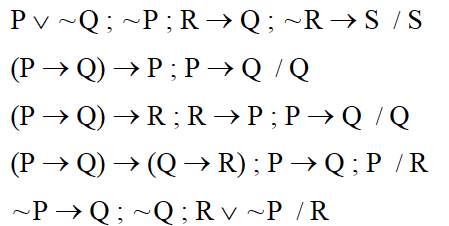 P ∨ ~Q ; ~P ; R → Q ; ~R → S / S
(P → Q) → P ; P → Q / Q
(P → Q) → R ; R → P ; P → Q / Q
(P → Q) → (Q → R) ; P → Q ; P / R
~P → Q ; ~Q ; R ∨ ~P / R